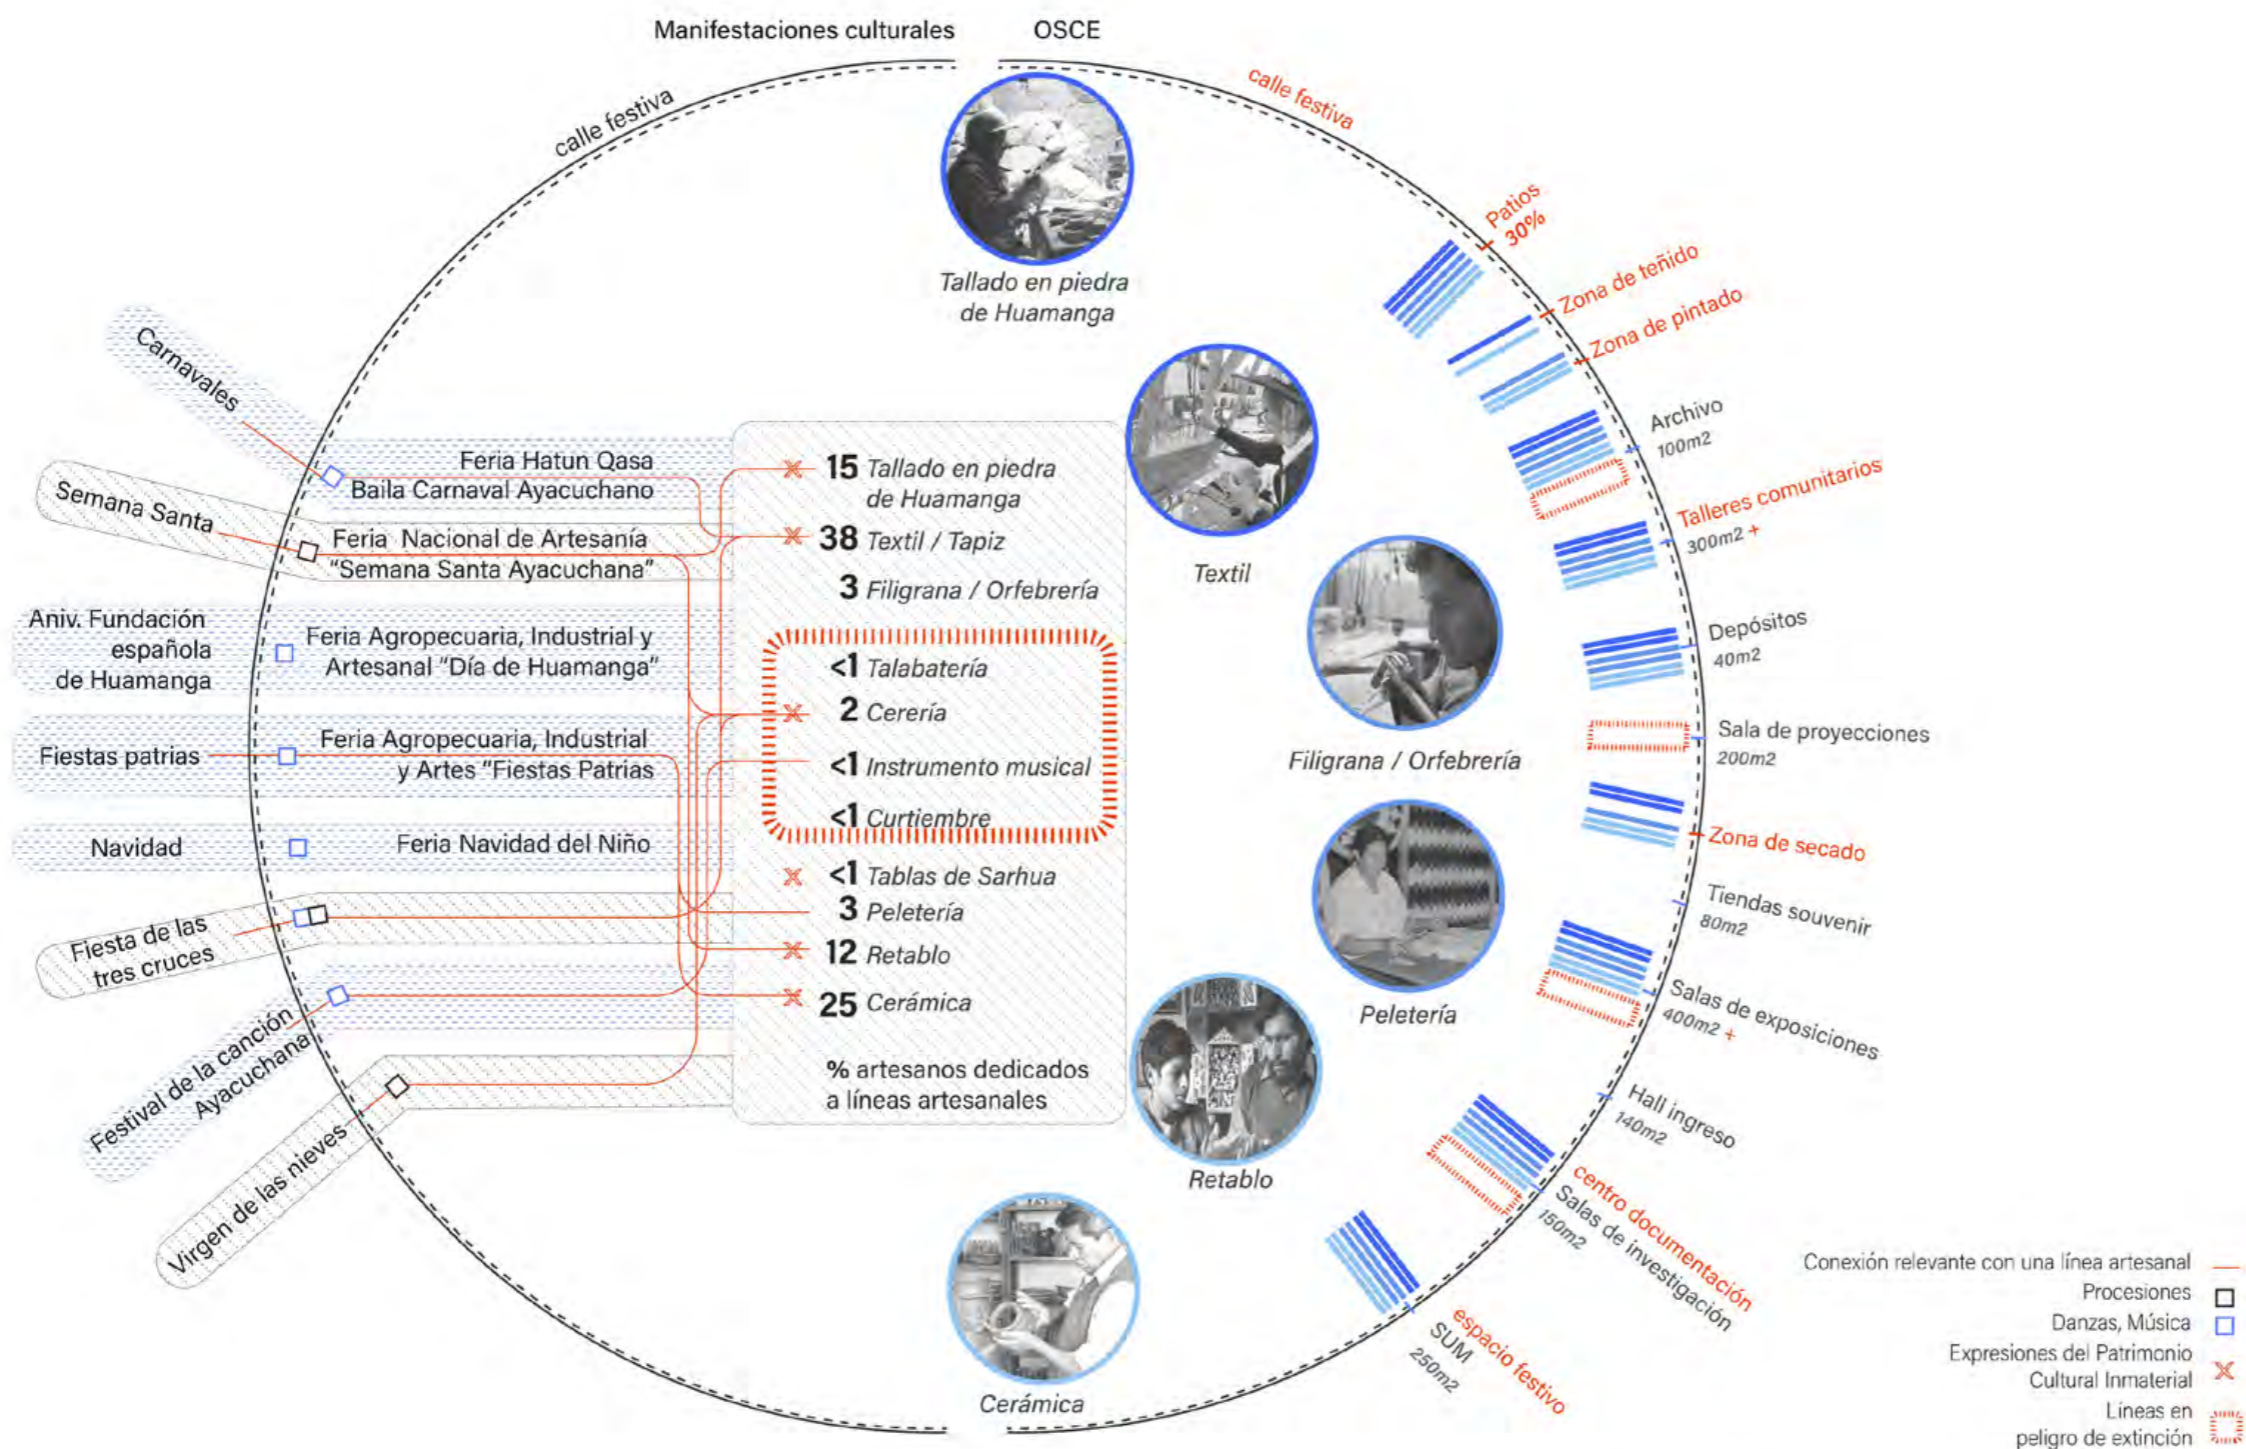 Manifestaciones culturales
OSCE
calle festiva
calle festiva
Tallado en piedra
de Huamanga
Textil
Filigrana / Orfebrería
Peletería
Retablo
Cerámica
Carnavales
Semana Santa
Aniv. Fundación
española
de Huamanga
Fiestas patrias
Navidad
Fiesta de las
tres cruces
Festival de la canción
Ayacuchana
Virgen de las nieves
Feria Hatun Qasa
Baila Carnaval Ayacuchano
Feria Nacional de Artesanía
"Semana Santa Ayacuchana"
Feria Agropecuaria, Industrial y
Artesanal "Día de Huamanga"
Feria Agropecuaria, Industrial
y Artes "Fiestas Patrias
Feria Navidad del Niño
15 Tallado en piedra
de Huamanga
38 Textil / Tapiz
3 Filigrana / Orfebrería
<1 Talabatería
2 Cerería
<1 Instrumento musical
<1 Curtiembre
<1 Tablas de Sarhua
3 Peletería
12 Retablo
25 Cerámica
% artesanos dedicados
a líneas artesanales
Patios
30%
Zona de teñido
Zona de pintado
Archivo
100m2
Talleres comunitarios
300m2 +
Depósitos
40m2
Sala de proyecciones
200m2
Zona de secado
Tiendas souvenir
80m2
Salas de exposiciones
400m2 +
Hall ingreso
140m2
centro documentación
Salas de investigación
150m2
espacio festivo
SUM
250m2
Conexión relevante con una línea artesanal
Procesiones
Danzas, Música
Expresiones del Patrimonio
Cultural Inmaterial
Líneas en
peligro de extinción